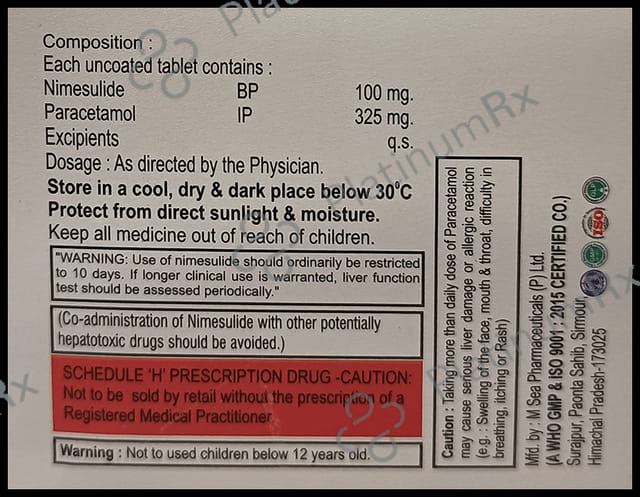 Composition :
Each uncoated tablet contains :
Nimesulide BP 100 mg.
Paracetamol IP 325 mg.
Excipients q.s.
Dosage : As directed by the Physician.
Store in a cool, dry & dark place below 30°C
Protect from direct sunlight & moisture.
Keep all medicine out of reach of children.
"WARNING: Use of nimesulide should ordinarily be restricted
to 10 days. If longer clinical use is warranted, liver function
test should be assessed periodically."
(Co-administration of Nimesulide with other potentially
hepatotoxic drugs should be avoided.)
SCHEDULE 'H' PRESCRIPTION DRUG -CAUTION:
Not to be sold by retail without the prescription of a
Registered Medical Practitioner
Warning : Not to used children below 12 years old.
Caution : Taking more than daily dose of Paracetamol
may cause serious liver damage or allergic reaction
(e.g. : Swelling of the face, mouth & throat, difficulty in
breathing, itching or Rash)
Mfd. by : M Sea Pharmaceuticals (P) Ltd.
(A WHO GMP & ISO 9001 : 2015 CERTIFIED CO.)
Surajpur, Paonta Sahib, Sirmour,
Himachal Pradesh-173025
ISO
PlatinumRx